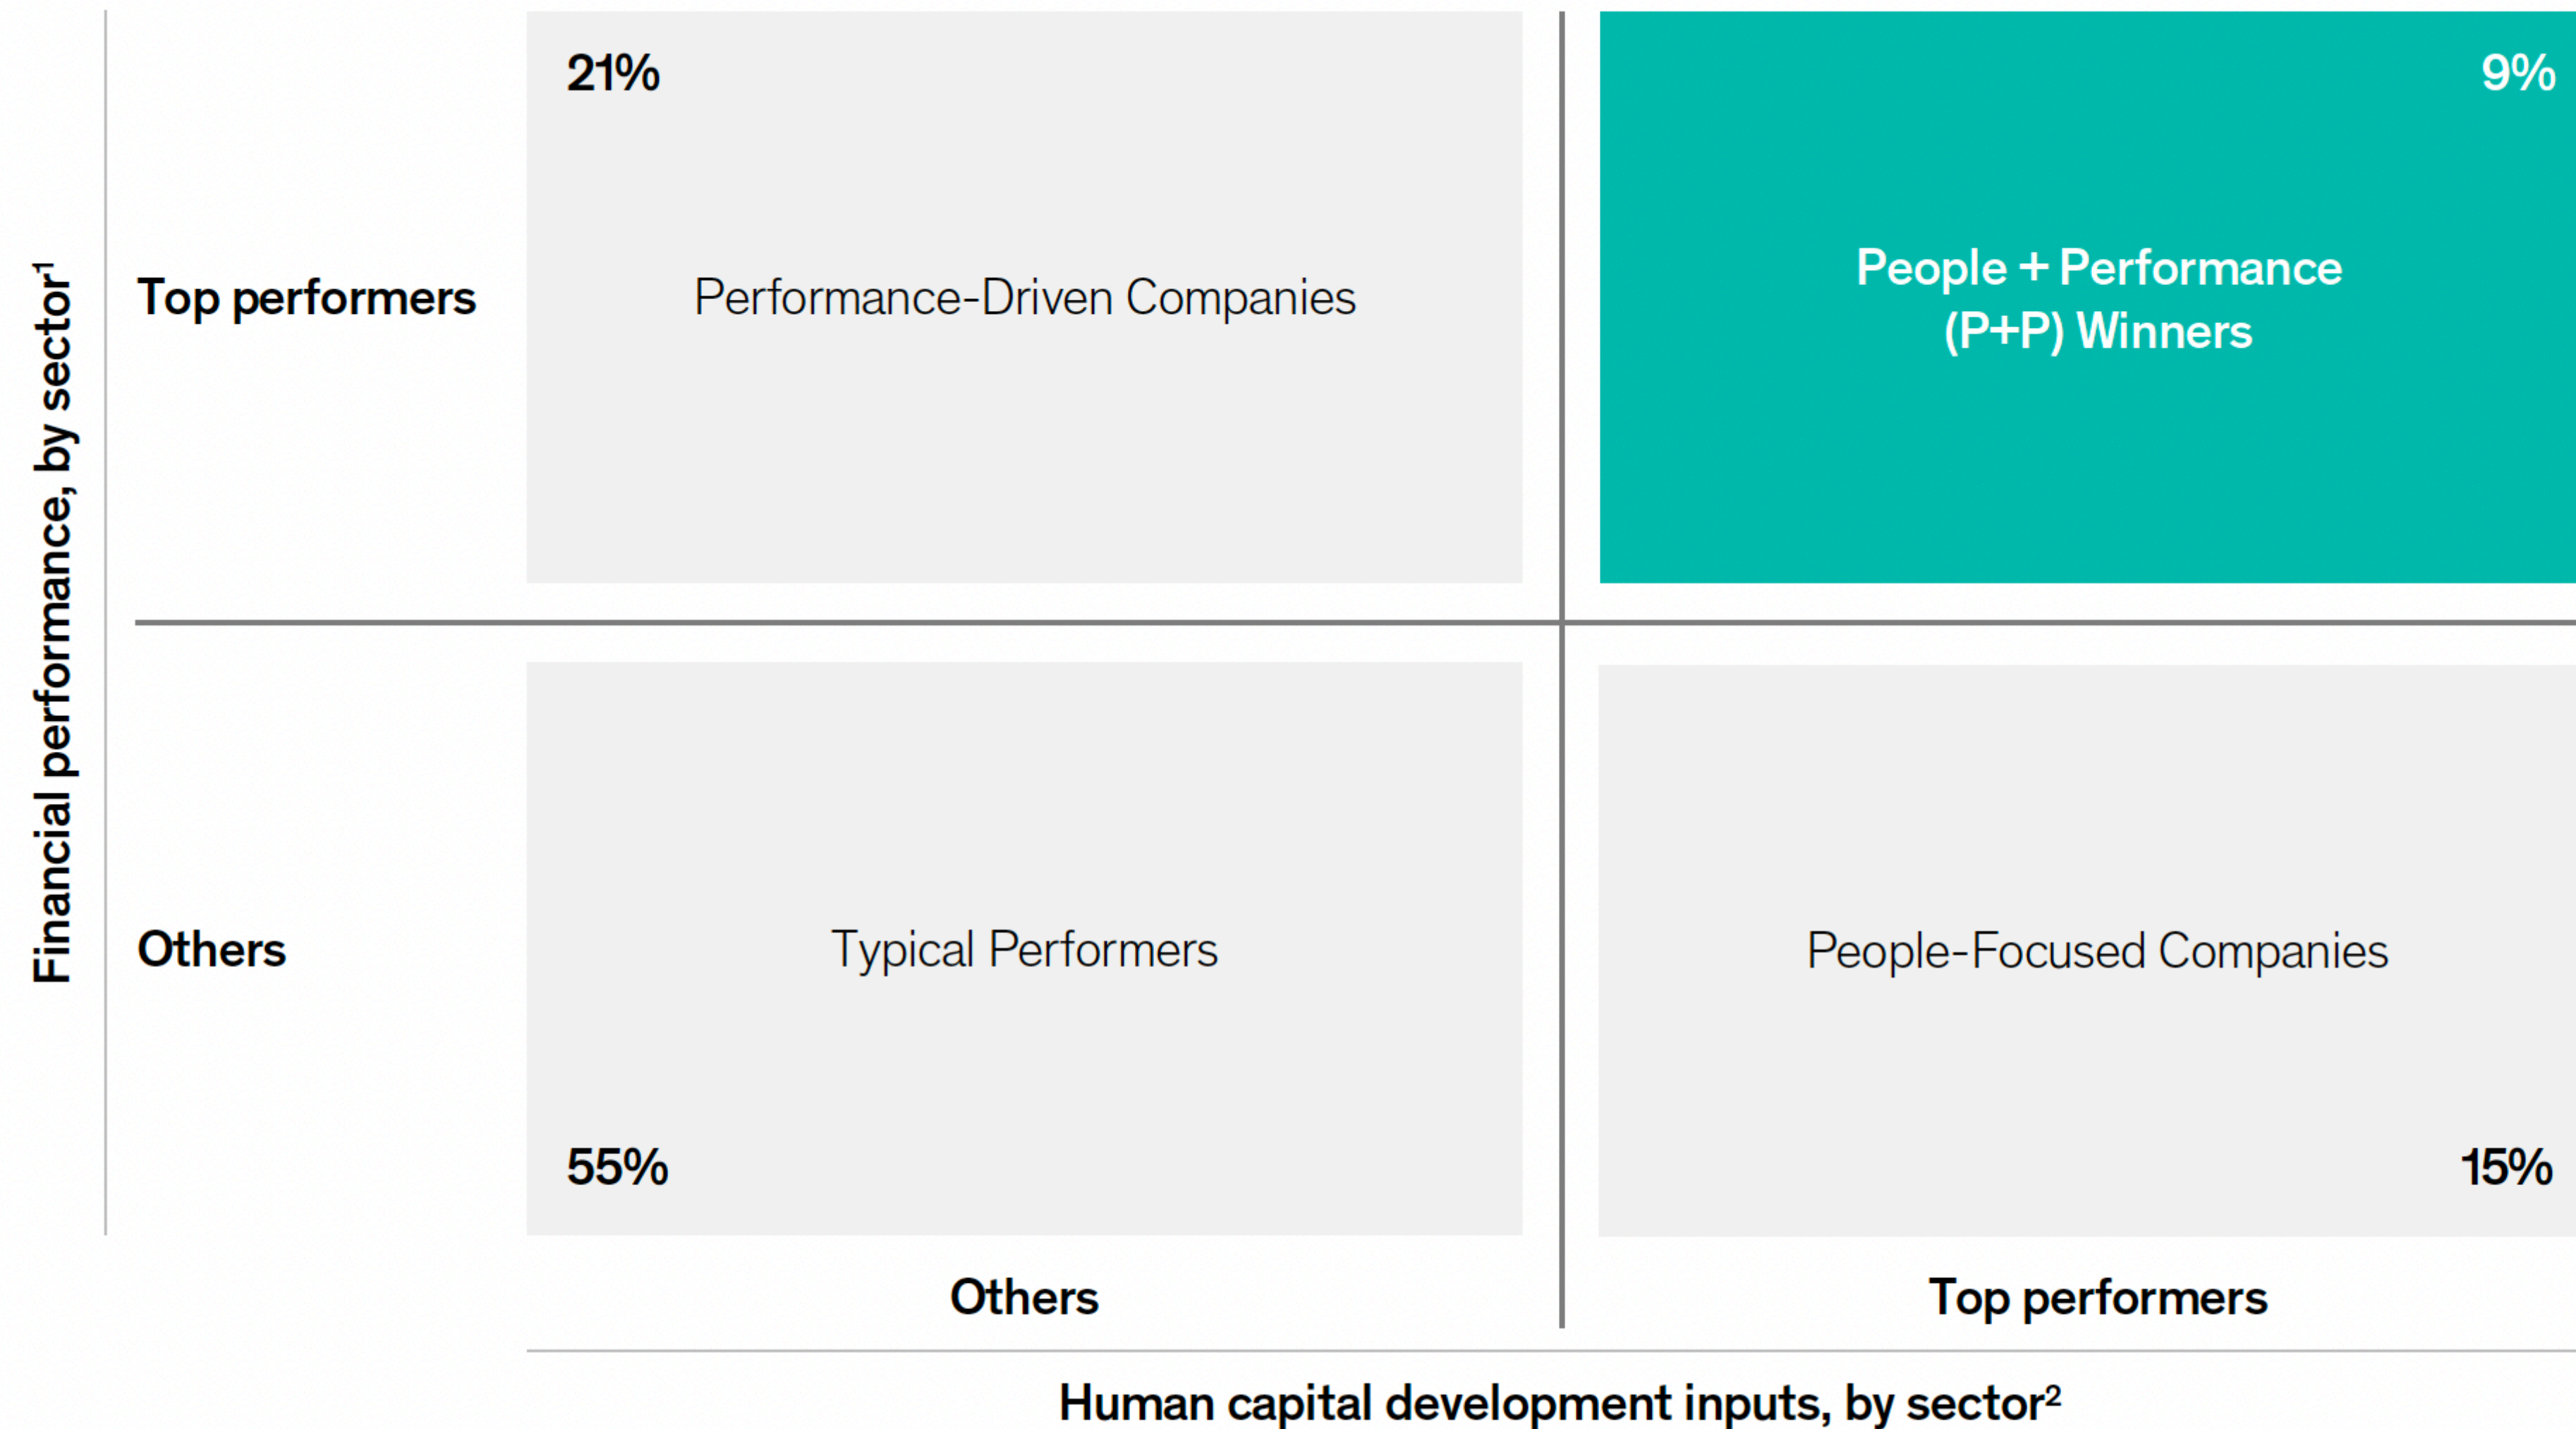 Financial performance, by sector¹
Top performers
21%
Performance-Driven Companies
9%
People + Performance
(P+P) Winners
Others
Typical Performers
55%
People-Focused Companies
15%
Others
Top performers
Human capital development inputs, by sector²